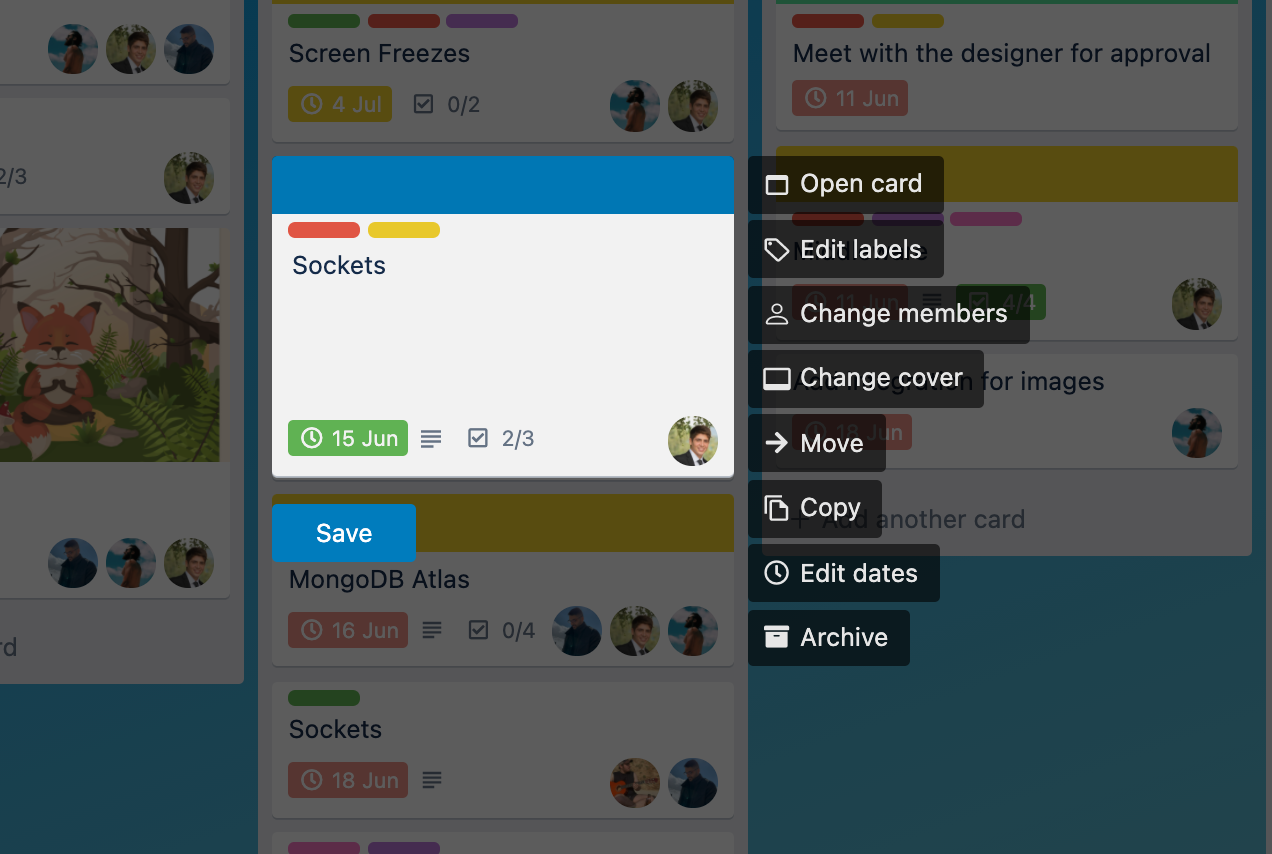 2/3
rd
Screen Freezes
4 Jul 0/2
Sockets
15 Jun 2/3
Save
MongoDB Atlas
16 Jun 0/4
Sockets
18 Jun
Open card
Edit labels
Change members
Change cover
Move
Copy
Edit dates
Archive
Meet with the designer for approval
11 Jun
11 Jun 4/4
Add integration for images
18 Jun
+ Add another card